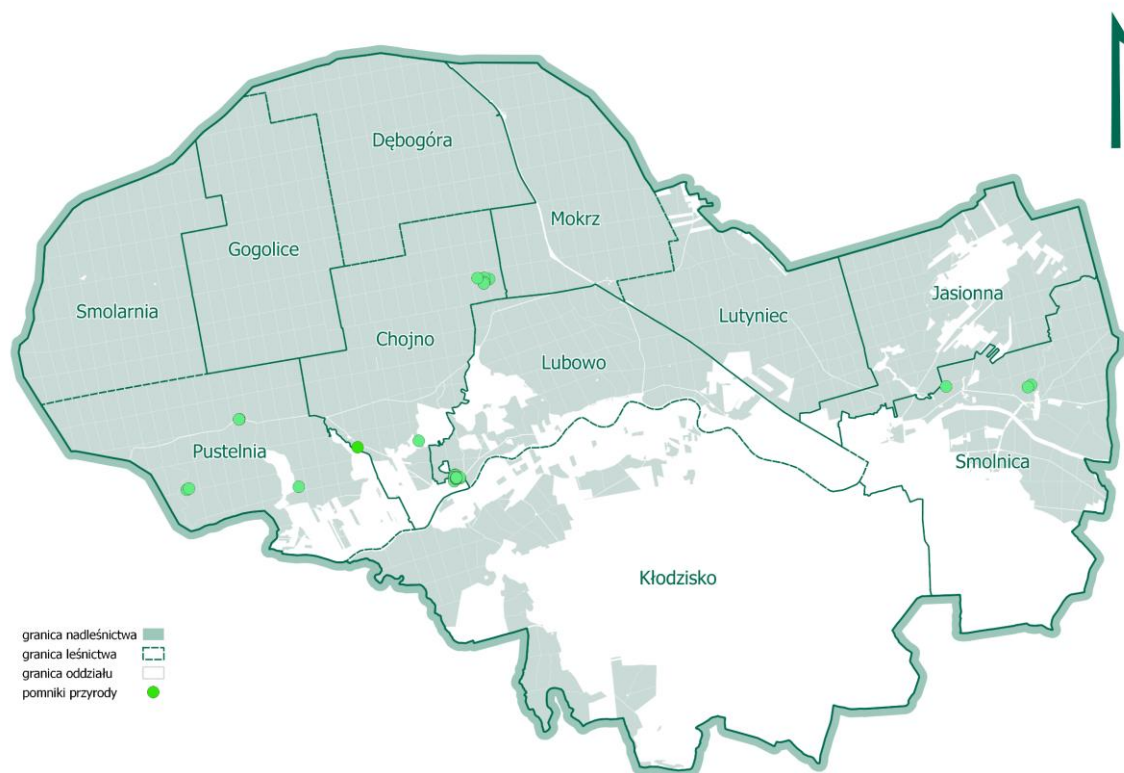 Dębogóra
Mokrz
Gogolice
Smolarnia
Jasionna
Lutyniec
Chojno
Lubowo
Pustelnia
Smolnica
Kłodzisko
granica nadleśnictwa
granica leśnictwa
granica oddziału
pomniki przyrody